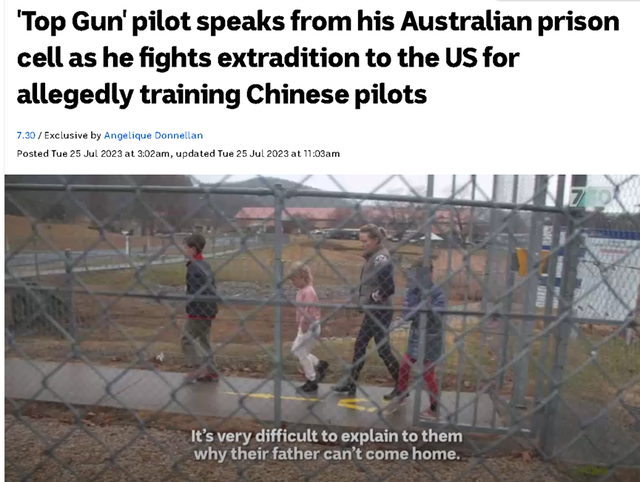 'Top Gun' pilot speaks from his Australian prison
cell as he fights extradition to the US for
allegedly training Chinese pilots
7.30 / Exclusive by Angelique Donnellan
Posted Tue 25 Jul 2023 at 3:02am, updated Tue 25 Jul 2023 at 11:03am
7.30
It's very difficult to explain to them
why their father can't come home.